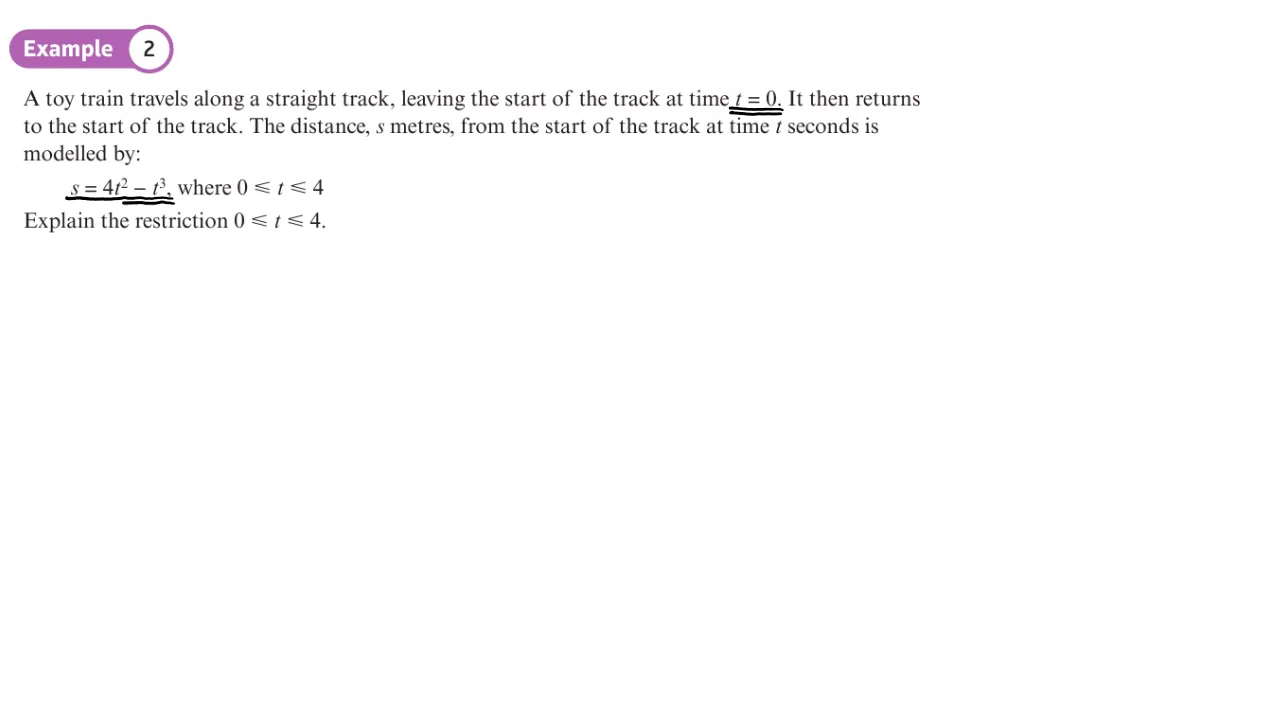 Example 2
A toy train travels along a straight track, leaving the start of the track at time t = 0. It then returns
to the start of the track. The distance, s metres, from the start of the track at time t seconds is
modelled by:
s = 4t² − t³, where 0 ⩽ t ⩽ 4
Explain the restriction 0 ⩽ t ⩽ 4.